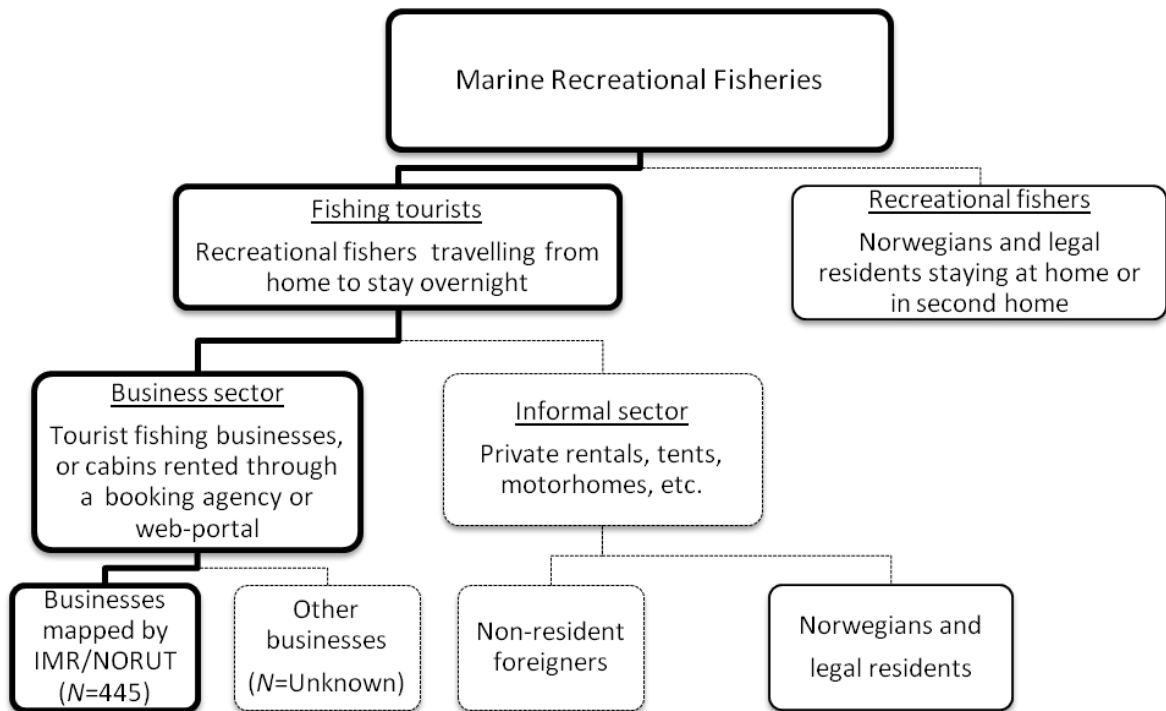 Marine Recreational Fisheries
Fishing tourists
Recreational fishers travelling from
home to stay overnight
Recreational fishers
Norwegians and legal
residents staying at home or
in second home
Business sector
Tourist fishing businesses,
or cabins rented through
a booking agency or
web-portal
Informal sector
Private rentals, tents,
motorhomes, etc.
Businesses
mapped by
IMR/NORUT
(N=445)
Other
businesses
(N=Unknown)
Non-resident
foreigners
Norwegians and
legal residents